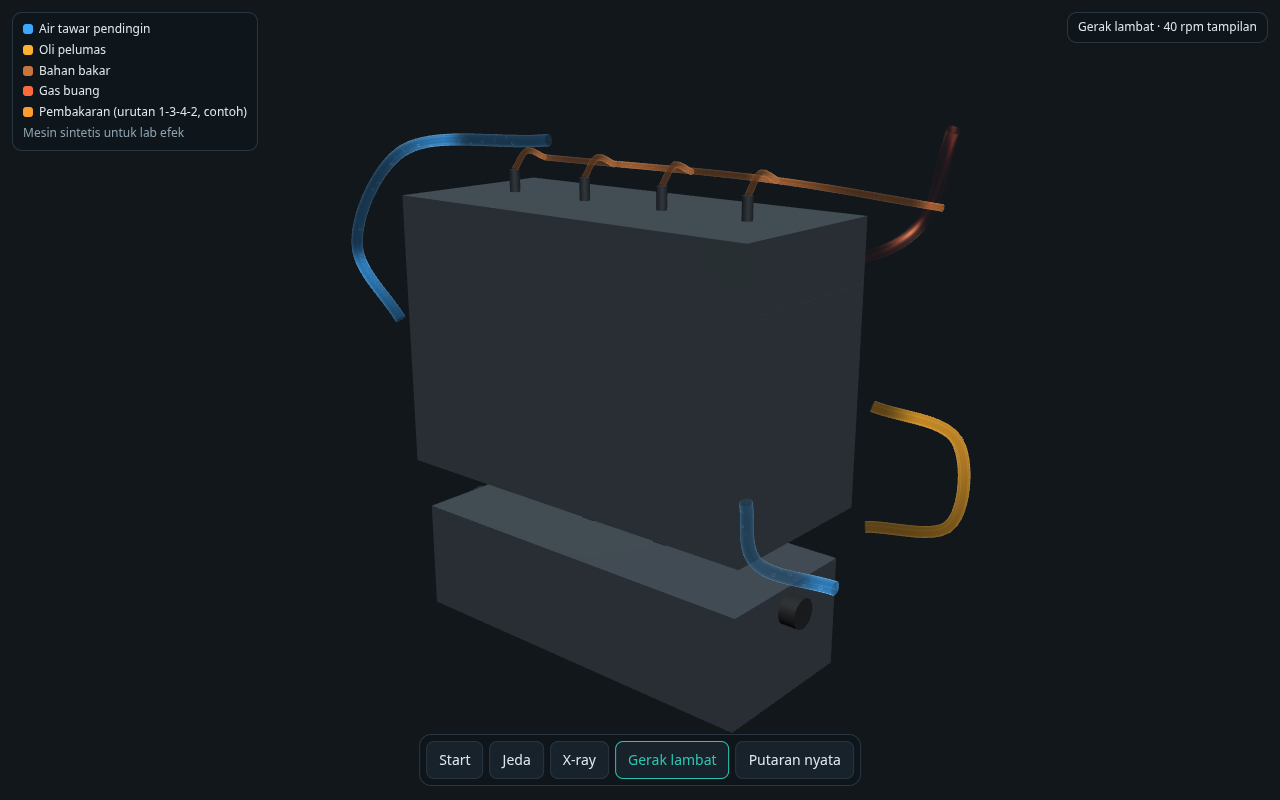 Air tawar pendingin
Oli pelumas
Bahan bakar
Gas buang
Pembakaran (urutan 1-3-4-2, contoh)
Mesin sintetis untuk lab efek
Gerak lambat · 40 rpm tampilan
Start
Jeda
X-ray
Gerak lambat
Putaran nyata